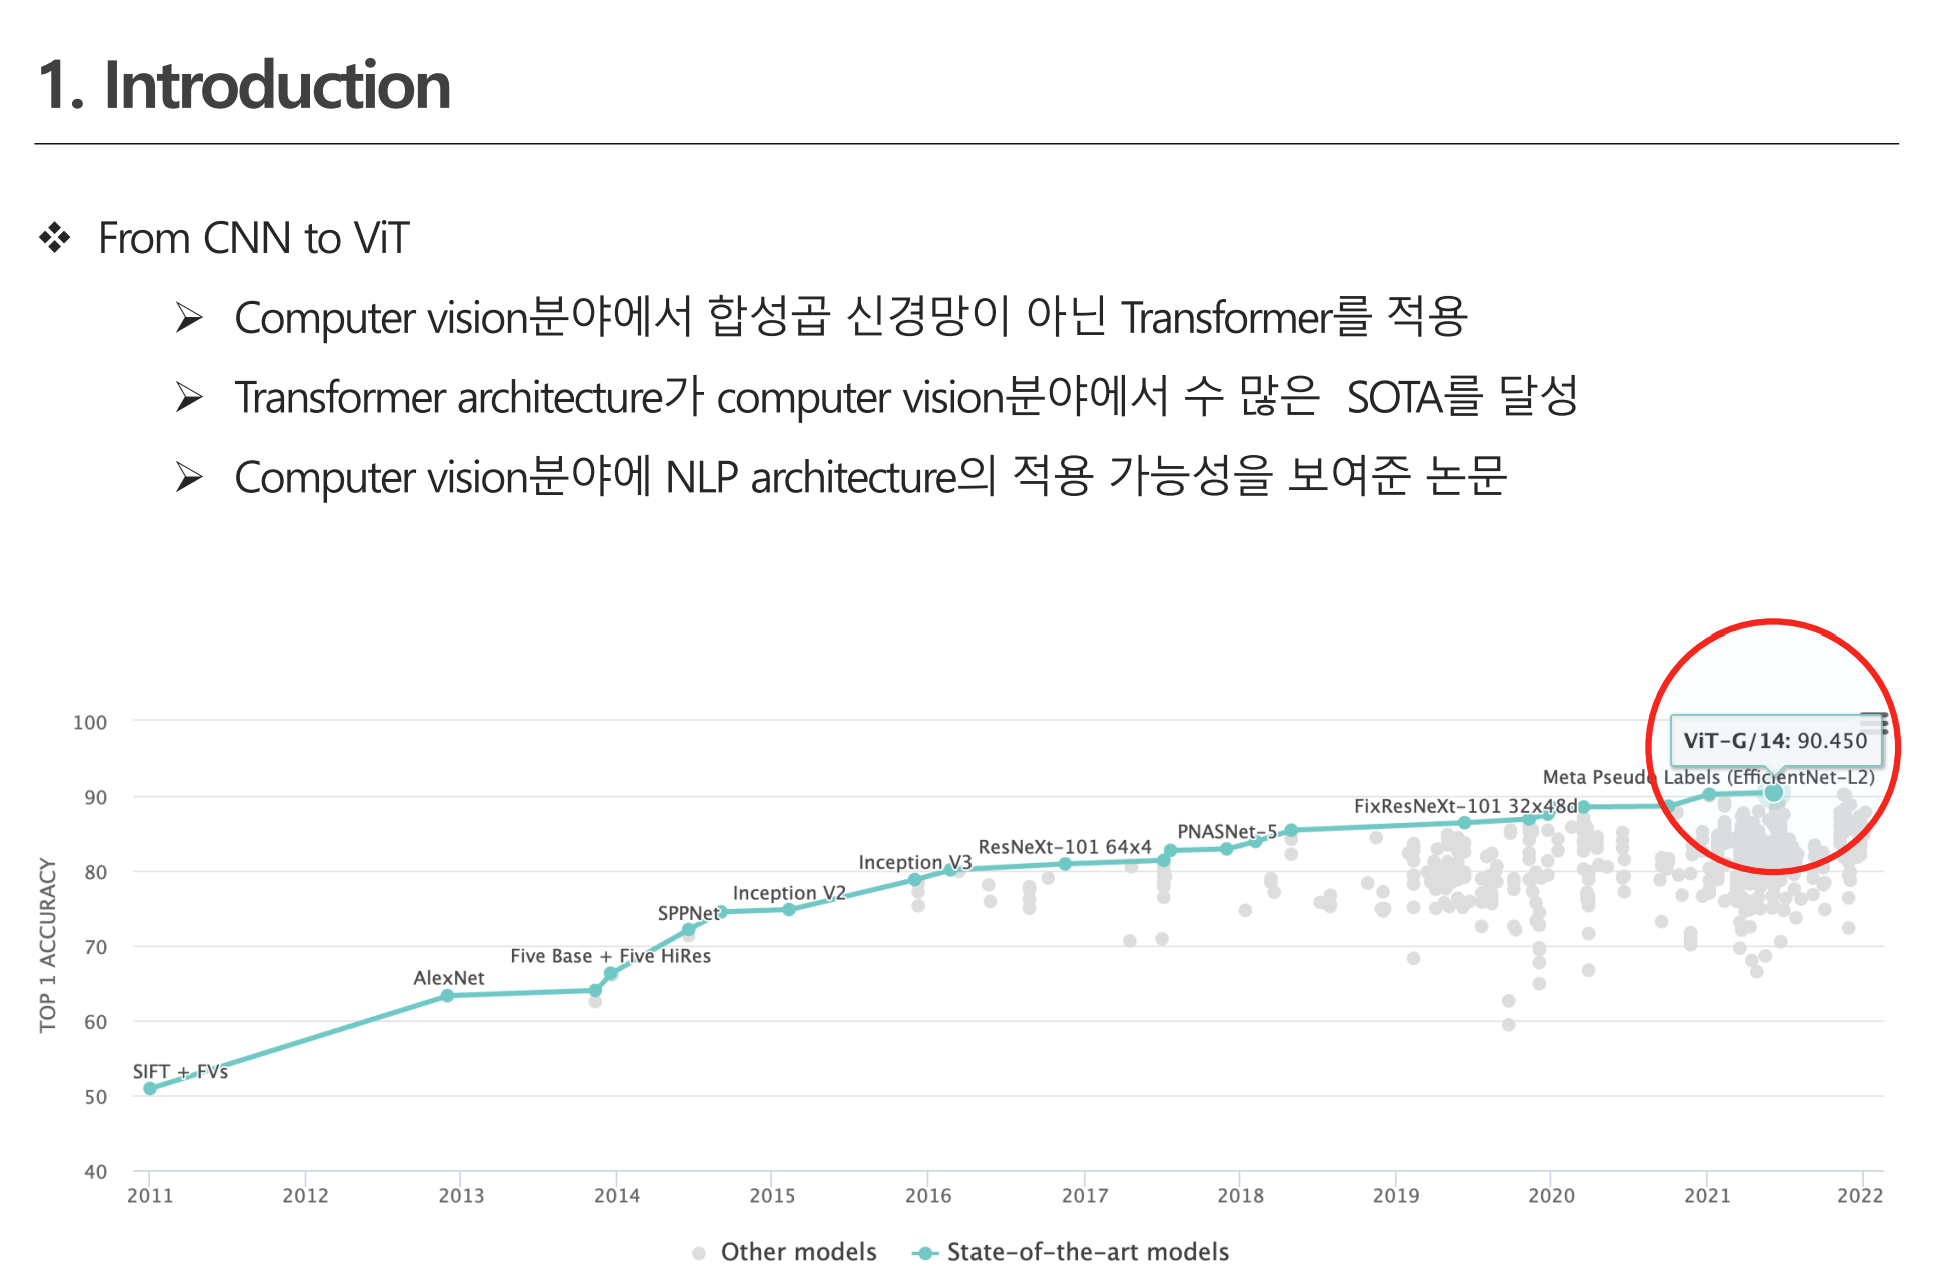 1. Introduction
❖ From CNN to ViT
➢ Computer vision분야에서 합성곱 신경망이 아닌 Transformer를 적용
➢ Transformer architecture가 computer vision분야에서 수 많은 SOTA를 달성
➢ Computer vision분야에 NLP architecture의 적용 가능성을 보여준 논문
TOP 1 ACCURACY
100
90
80
70
60
50
40
ViT-G/14: 90.450
Meta Pseudo Labels (EfficientNet-L2)
FixResNeXt-101 32x48d
PNASNet-5
ResNeXt-101 64x4
Inception V3
Inception V2
SPPNet
Five Base + Five HiRes
AlexNet
SIFT + FVs
2011 2012 2013 2014 2015 2016 2017 2018 2019 2020 2021 2022
Other models State-of-the-art models